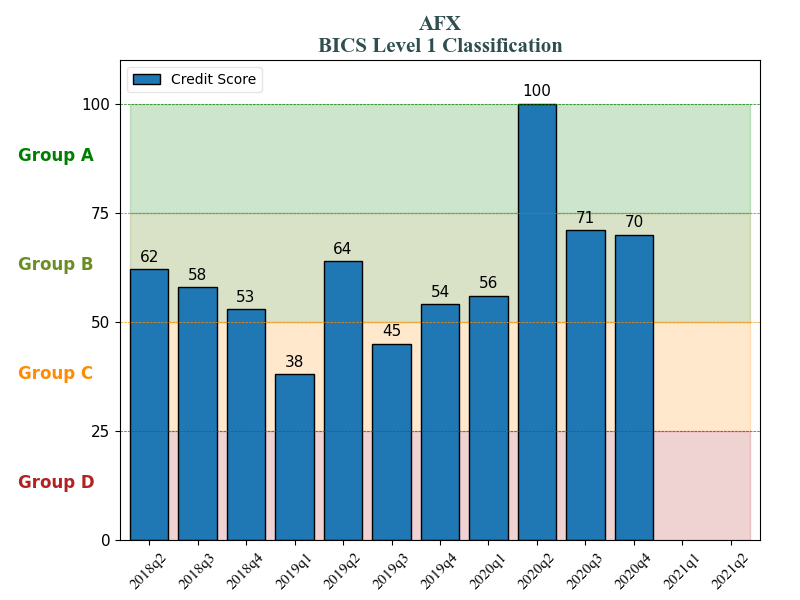 AFX
BICS Level 1 Classification
Credit Score
100
75
50
25
0
Group A
Group B
Group C
Group D
62
58
53
38
64
45
54
56
100
71
70
2018q2
2018q3
2018q4
2019q1
2019q2
2019q3
2019q4
2020q1
2020q2
2020q3
2020q4
2021q1
2021q2